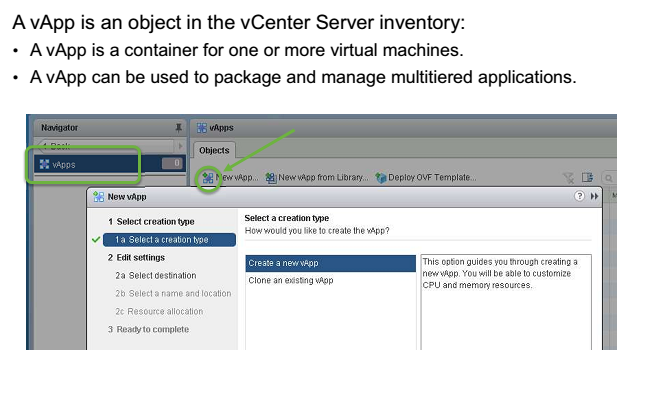 A vApp is an object in the vCenter Server inventory:
• A vApp is a container for one or more virtual machines.
• A vApp can be used to package and manage multitiered applications.
Navigator
vApps
Back
Objects
vApps
0
New vApp... New vApp from Library... Deploy OVF Template...
New vApp
1 Select creation type
1a Select a creation type
2 Edit settings
2a Select destination
2b Select a name and location
2c Resource allocation
3 Ready to complete
Select a creation type
How would you like to create the vApp?
Create a new vApp
Clone an existing vApp
This option guides you through creating a
new vApp. You will be able to customize
CPU and memory resources.